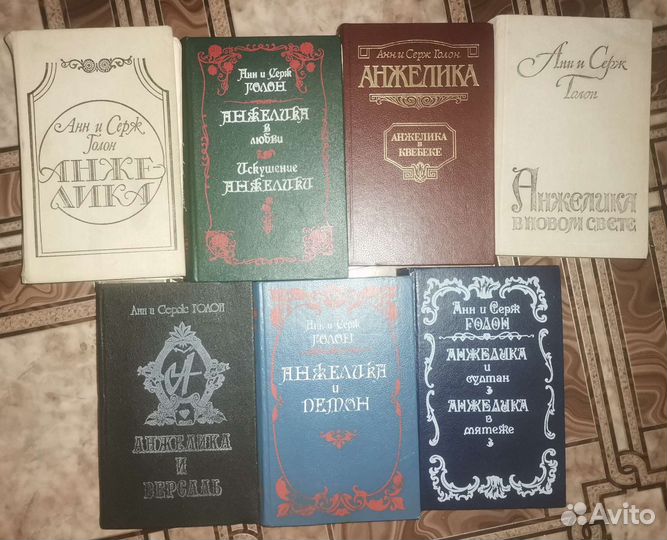 Анн и Серж
Голон
АНЖЕ
ЛИКА
Анн и Серж
ГОЛОН
АНЖЕЛИКА
в
любви
Искушение
АНЖЕЛИКИ
Анн и Серж Голон
АНЖЕЛИКА
АНЖЕЛИКА
в
КВЕБЕКЕ
Анн и Серж
Голон
Анжелика
в новом свете
Анн и Серж ГОЛОН
А
АНЖЕЛИКА
И
ВЕРСАЛЬ
Анн и Серж
ГОЛОН
АНЖЕЛИКА
и
ДЕМОН
Анн и Серж
ГОЛОН
АНЖЕЛИКА
и
султан
АНЖЕЛИКА
в
мятеже
Avito